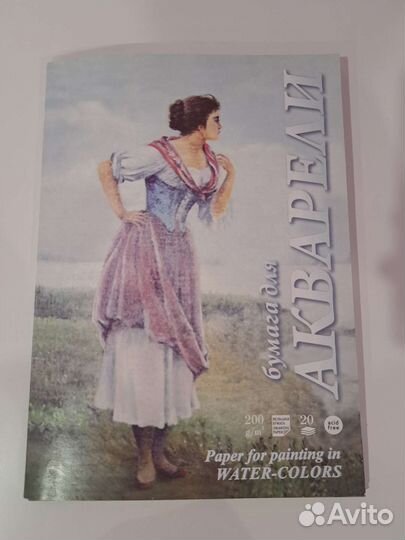 бумага для
АКВАРЕЛИ
200
g/m²
20
acid
free
Paper for painting in
WATER-COLORS
Avito